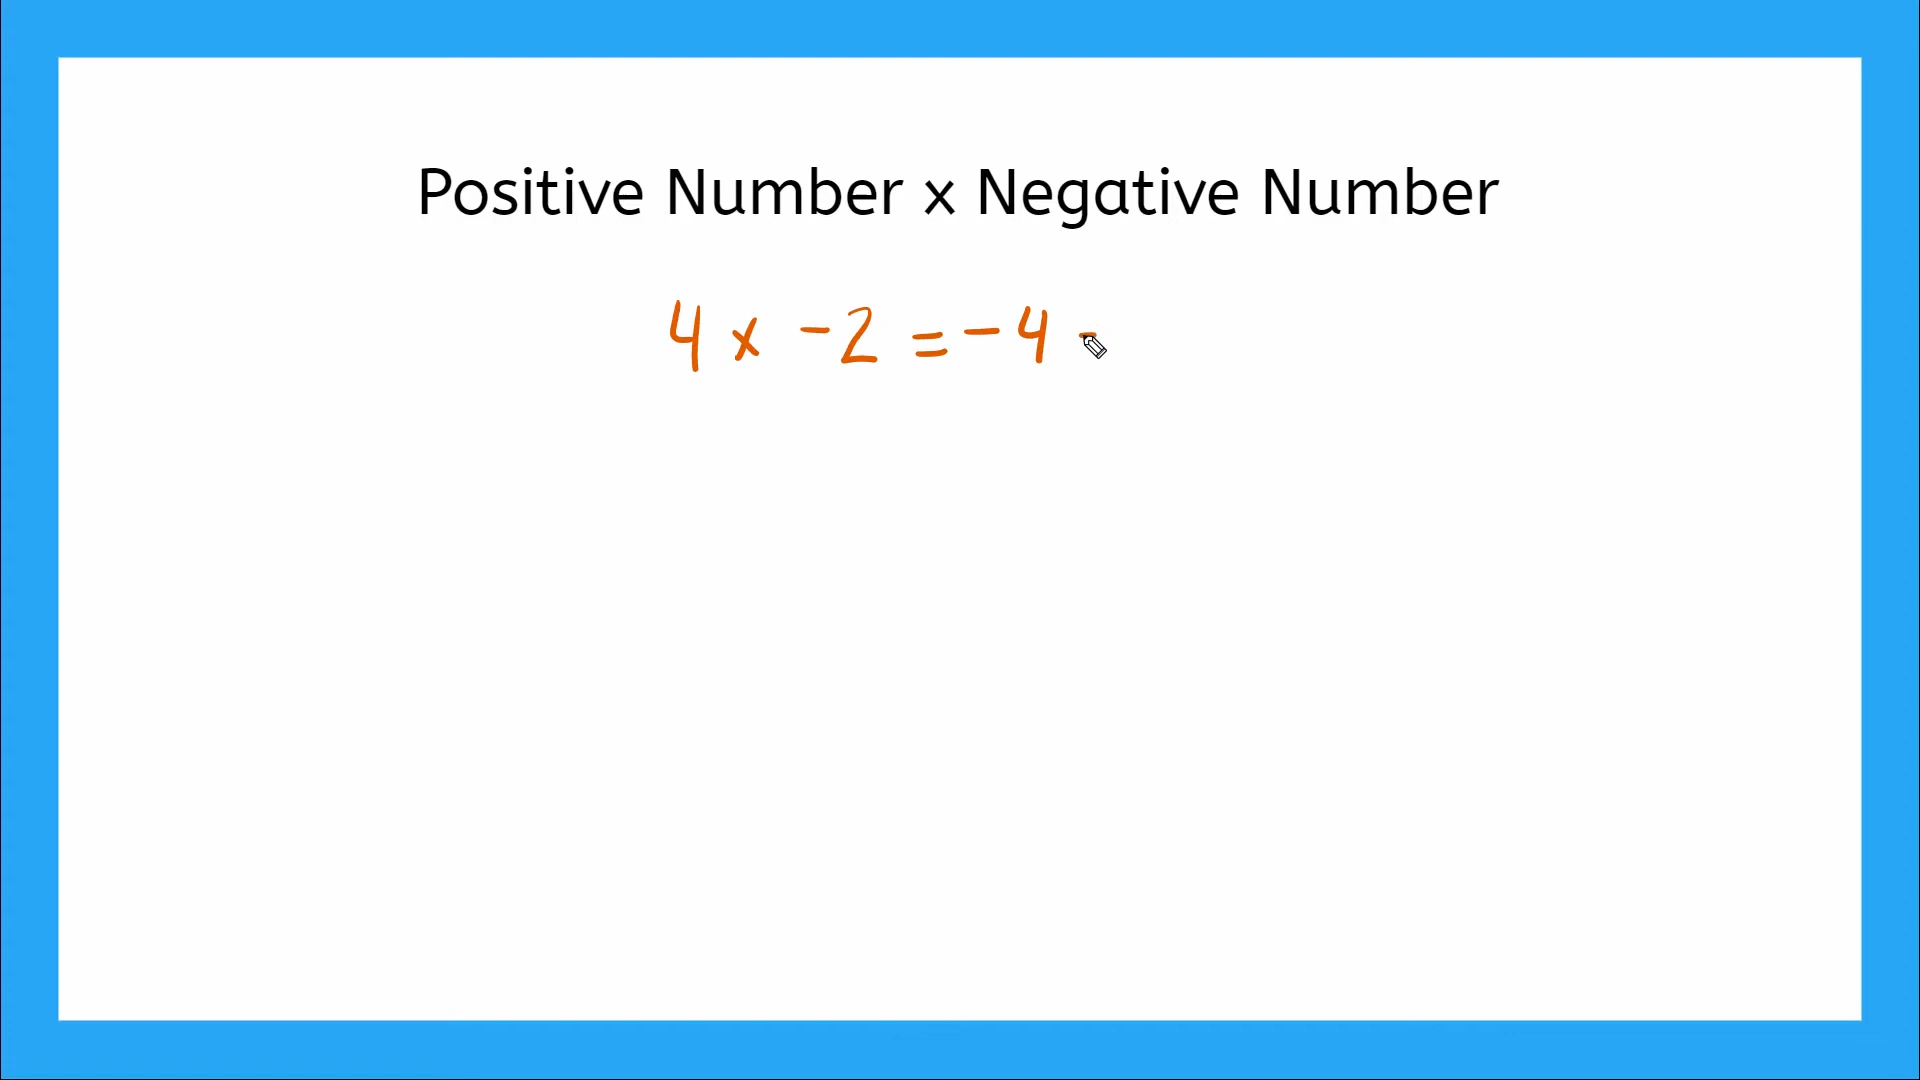 Positive Number x Negative Number
4 x -2 = -4 -